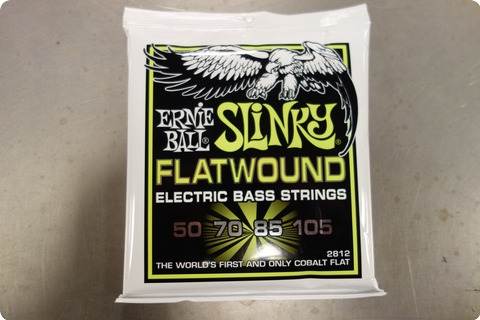 ERNIE BALL® SLINKY®
FLATWOUND
ELECTRIC BASS STRINGS
50 70 85 105
2812
THE WORLD'S FIRST AND ONLY COBALT FLAT